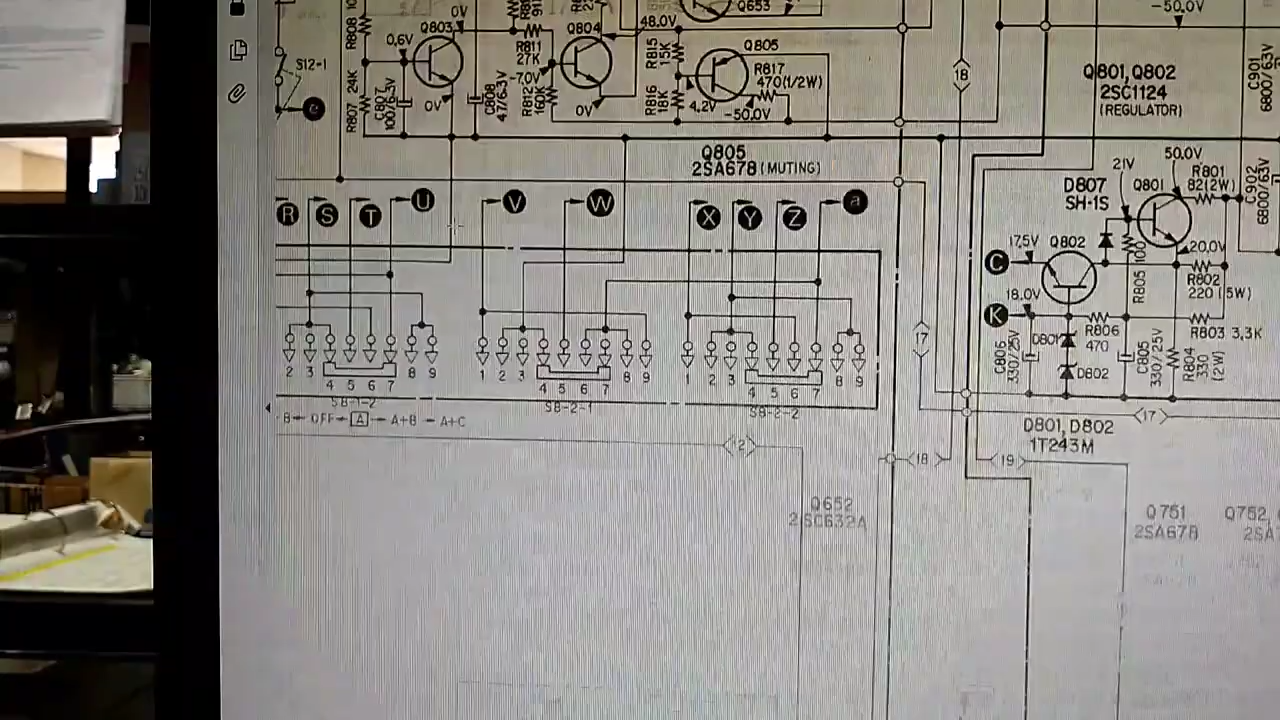 0V
Q653
-50.0V
R808
Q803
Q804
48.0V
0.6V
R811
27K
R815
15K
Q805
S12-1
R817
470(1/2W)
18
Q801, Q802
2SC1124
(REGULATOR)
C901
6800/63V
R807 24K
C807
100/6.3V
C808
4.7/6.3V
-7.0V
R812
160K
R816
18K
0V
0V
4.2V
-50.0V
Q805
2SA678 (MUTING)
21V
50.0V
R801
82(2W)
D807
SH-1S
Q801
C902
6800/63V
R
S
T
U
V
W
X
Y
Z
a
17.5V
Q802
20.0V
C
R805 100
R802
220 (5W)
18.0V
K
D801
R806
470
R803 3.3K
C806
330/25V
D802
C805
330/25V
R804
330
(2W)
17
2 3 4 5 6 7 8 9
1 2 3 4 5 6 7 8 9
1 2 3 4 5 6 7 8 9
S8-1-2
S8-2-1
S8-2-2
B OFF A A+B A+C
17
D801, D802
1T243M
12
18
19
Q652
2SC632A
Q751
2SA678
Q752,
2SA